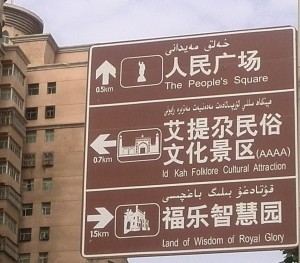 خەلق مەيدانى
人民广场
The People's Square
0.5km
艾提尕民俗
文化景区(AAAA)
Id Kah Folklore Cultural Attraction
0.7km
قۇتادغۇ بىلىك باغچىسى
福乐智慧园
Land of Wisdom of Royal Glory
15km